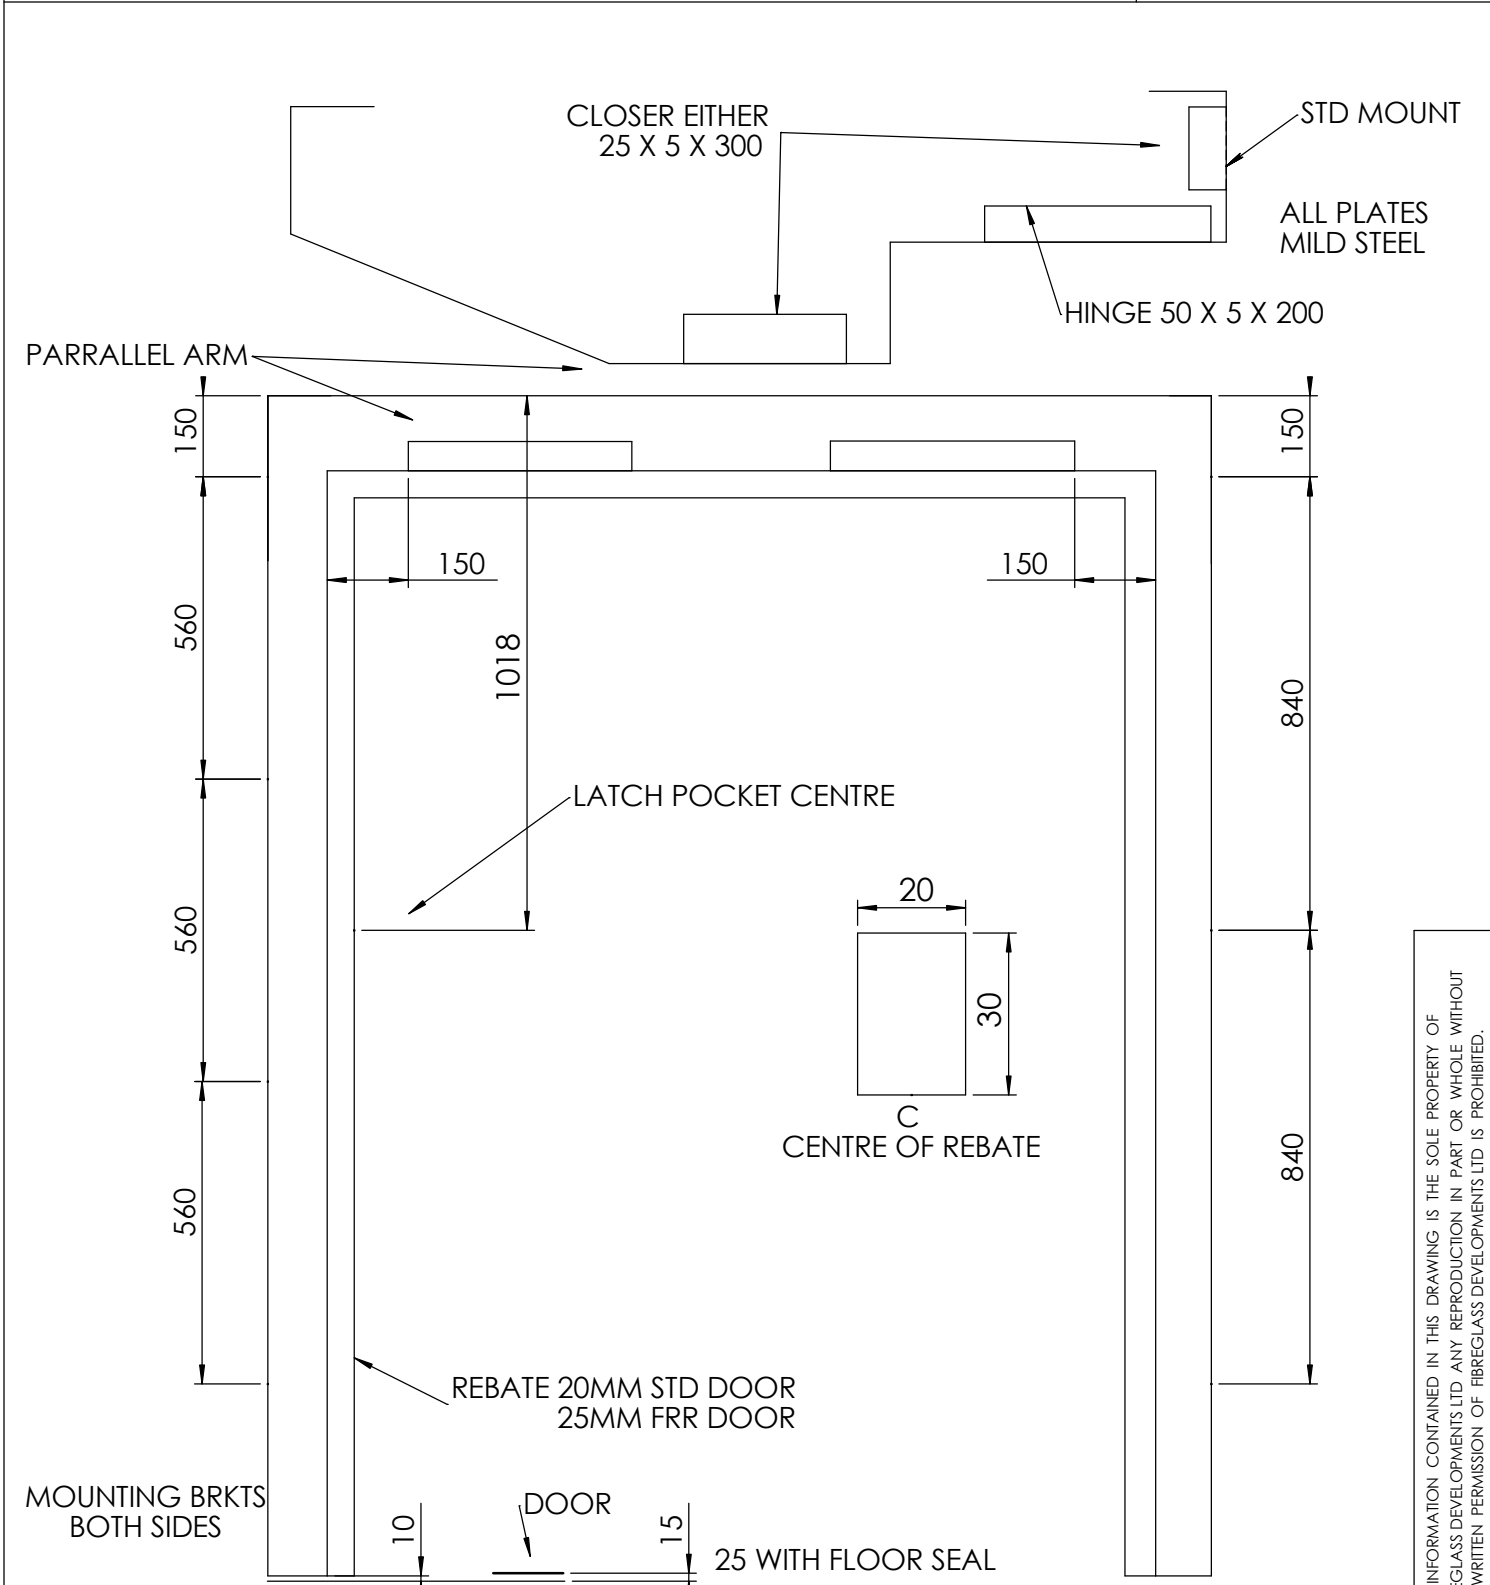 CLOSER EITHER
25 X 5 X 300
STD MOUNT
ALL PLATES
MILD STEEL
HINGE 50 X 5 X 200
PARRALLEL ARM
150
150
150
150
560
1018
840
LATCH POCKET CENTRE
20
560
30
C
CENTRE OF REBATE
840
560
REBATE 20MM STD DOOR
25MM FRR DOOR
MOUNTING BRKTS
BOTH SIDES
10
DOOR
15
25 WITH FLOOR SEAL
INFORMATION CONTAINED IN THIS DRAWING IS THE SOLE PROPERTY OF
EGLASS DEVELOPMENTS LTD ANY REPRODUCTION IN PART OR WHOLE WITHOUT
WRITTEN PERMISSION OF FIBREGLASS DEVELOPMENTS LTD IS PROHIBITED.